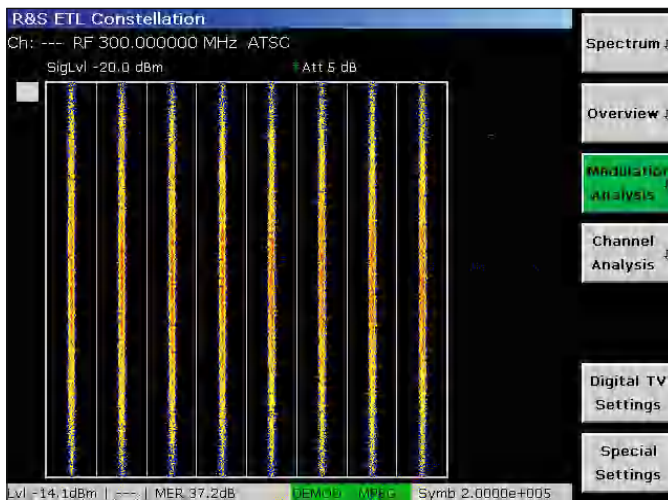 R&S ETL Constellation
Ch: --- RF 300.000000 MHz ATSC
SigLvl -20.0 dBm Att 5 dB
Spectrum
Overview
Modulation
Analysis
Channel
Analysis
Digital TV
Settings
Special
Settings
Lvl -14.1dBm | --- | MER 37.2dB DEMOD MPEG Symb 2.0000e+005